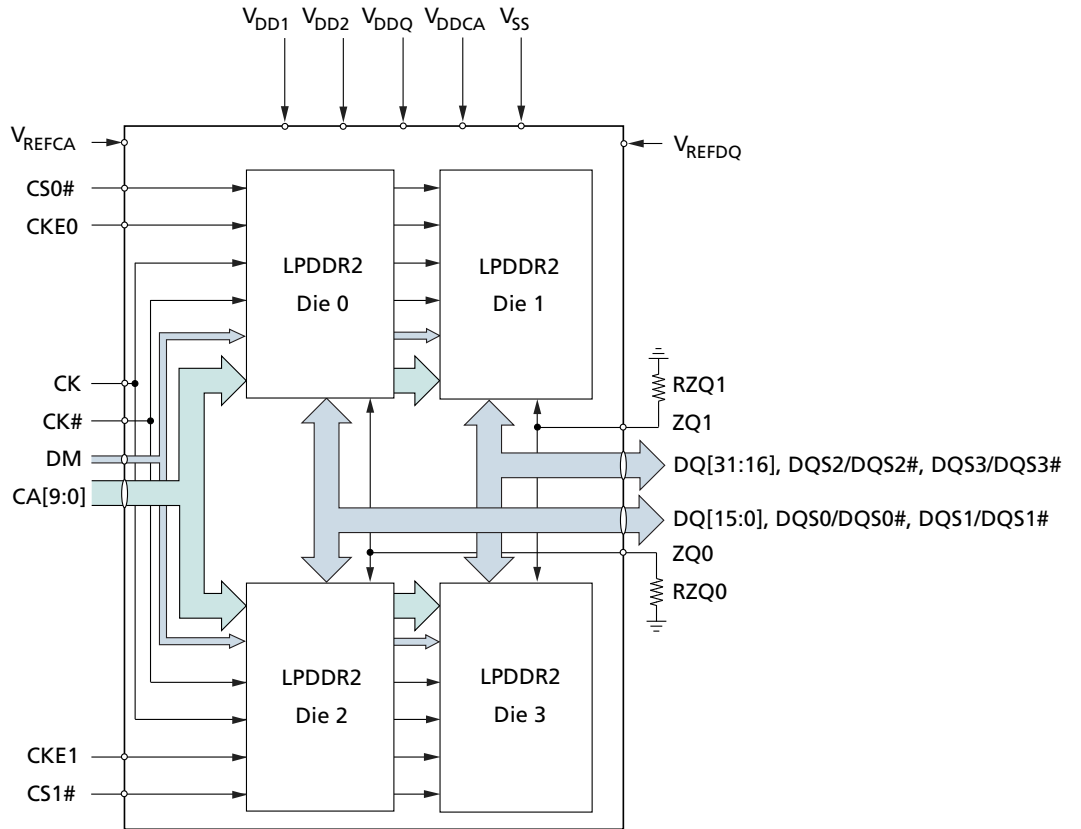 VDD1 VDD2 VDDQ VDDCA VSS
VREFCA
VREFDQ
CS0#
CKE0
LPDDR2
Die 0
LPDDR2
Die 1
CK
CK#
DM
CA[9:0]
RZQ1
ZQ1
DQ[31:16], DQS2/DQS2#, DQS3/DQS3#
DQ[15:0], DQS0/DQS0#, DQS1/DQS1#
ZQ0
RZQ0
LPDDR2
Die 2
LPDDR2
Die 3
CKE1
CS1#